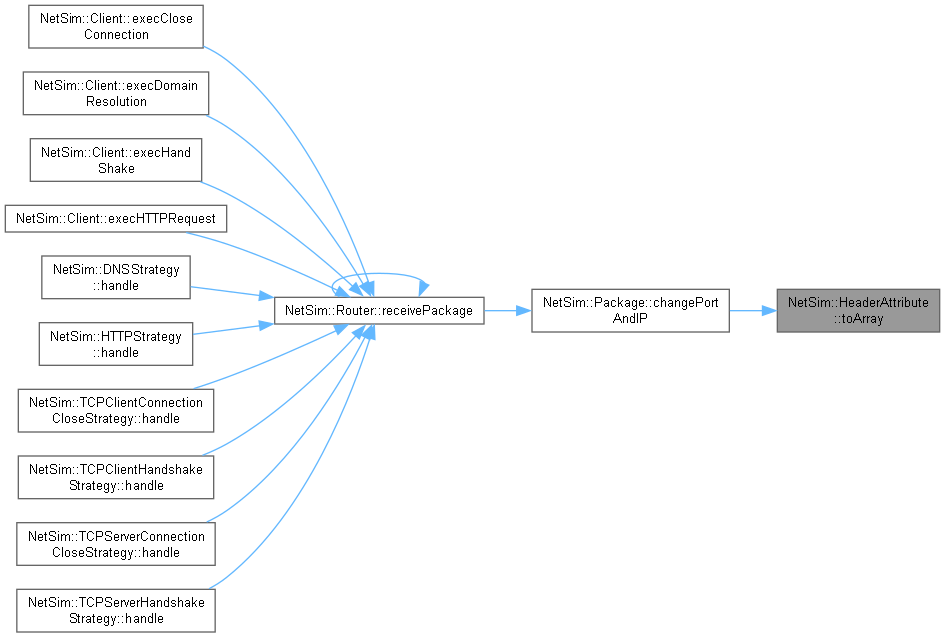 NetSim::Client::execClose
Connection
NetSim::Client::execDomain
Resolution
NetSim::Client::execHand
Shake
NetSim::Client::execHTTPRequest
NetSim::DNSStrategy
::handle
NetSim::HTTPStrategy
::handle
NetSim::TCPClientConnection
CloseStrategy::handle
NetSim::TCPClientHandshake
Strategy::handle
NetSim::TCPServerConnection
CloseStrategy::handle
NetSim::TCPServerHandshake
Strategy::handle
NetSim::Router::receivePackage
NetSim::Package::changePort
AndIP
NetSim::HeaderAttribute
::toArray